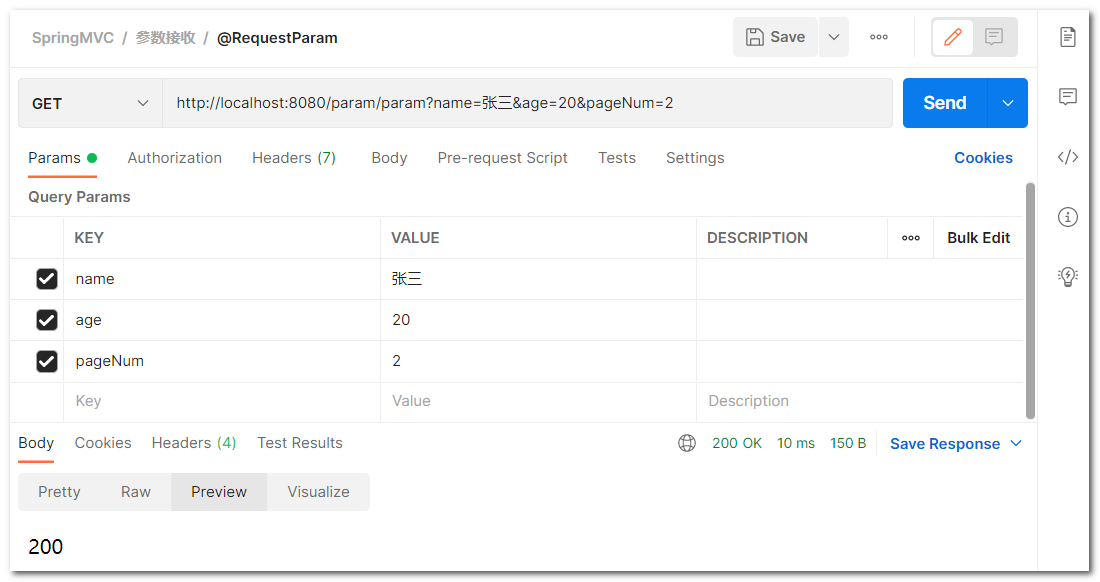 SpringMVC / 参数接收 / @RequestParam Save
GET http://localhost:8080/param/param?name=张三&age=20&pageNum=2 Send
Params Authorization Headers (7) Body Pre-request Script Tests Settings Cookies
Query Params
KEY VALUE DESCRIPTION Bulk Edit
name 张三
age 20
pageNum 2
Key Value Description
Body Cookies Headers (4) Test Results 200 OK 10 ms 150 B Save Response
Pretty Raw Preview Visualize
200